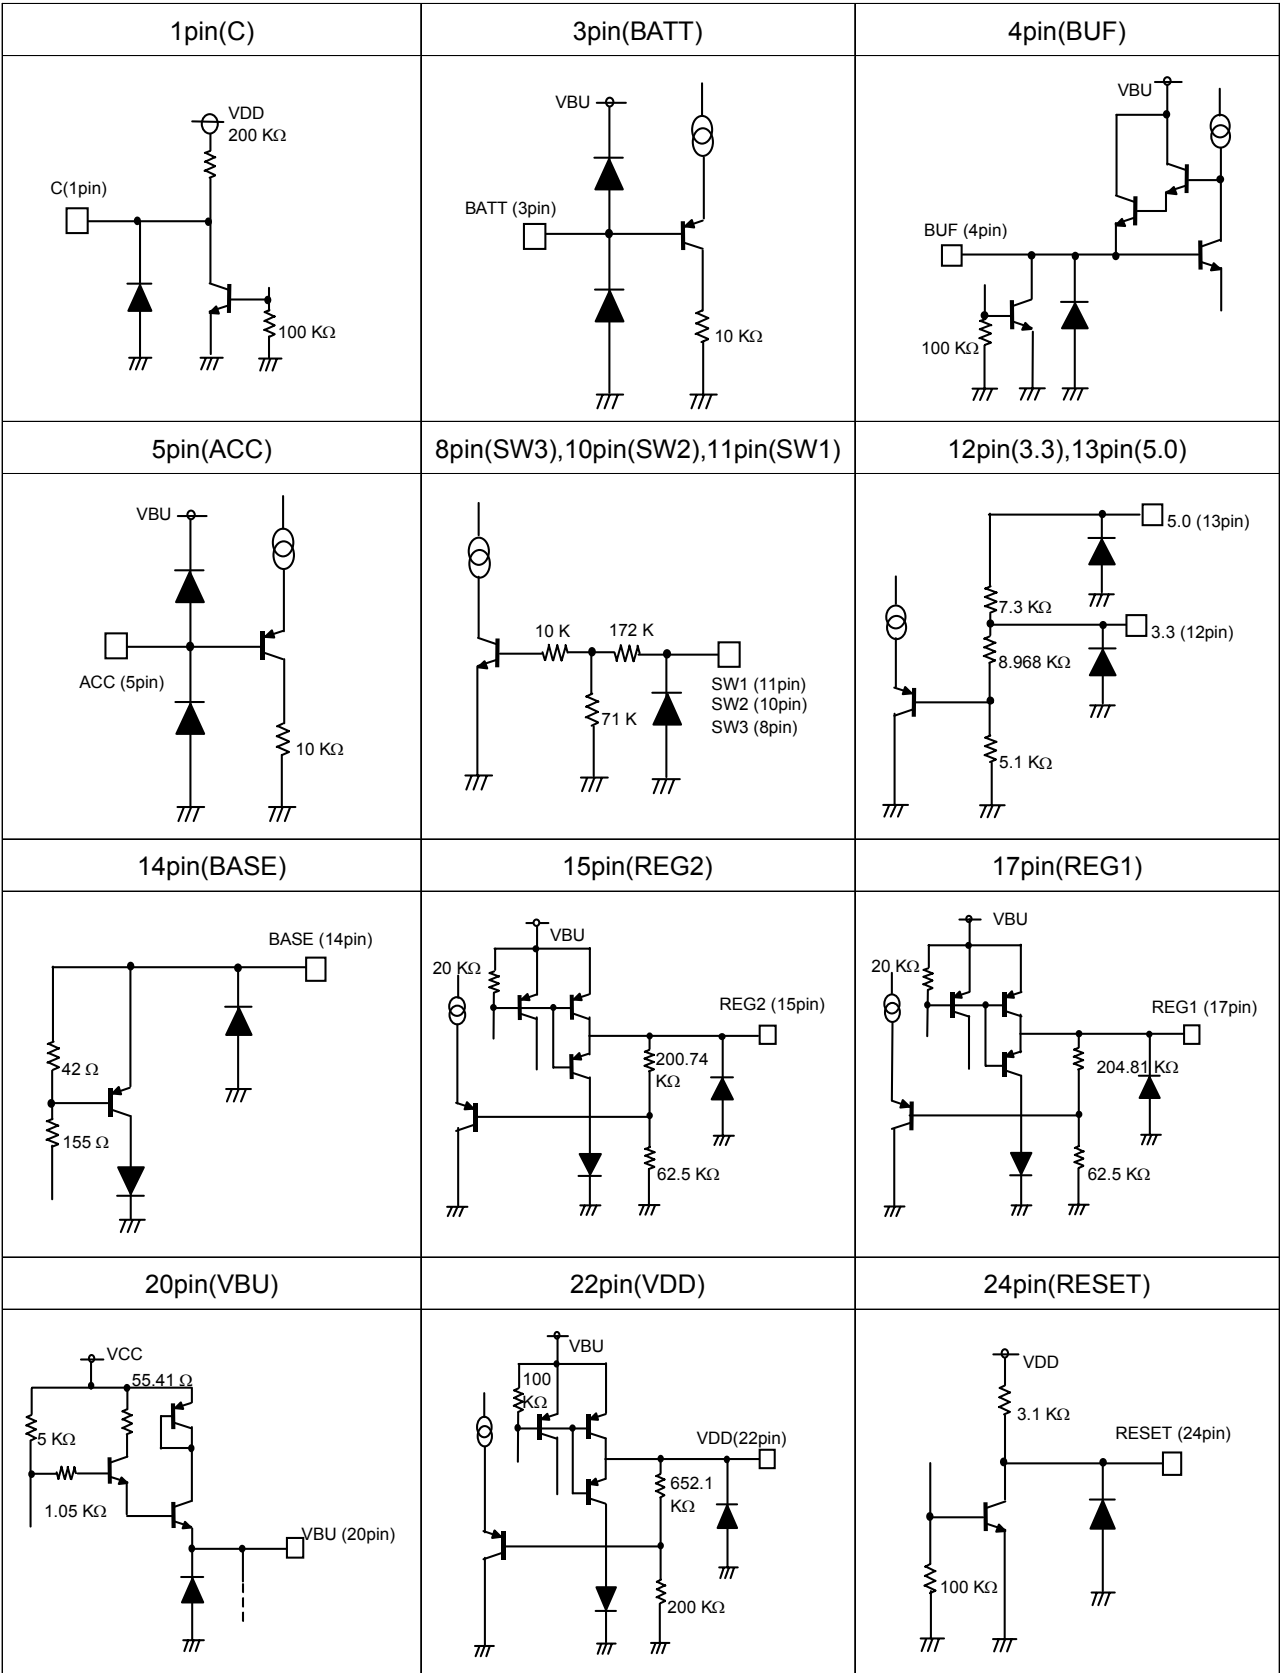 1pin(C)
VDD
200 KΩ
C(1pin)
100 KΩ
3pin(BATT)
VBU
BATT (3pin)
10 KΩ
4pin(BUF)
VBU
BUF (4pin)
100 KΩ
5pin(ACC)
VBU
ACC (5pin)
10 KΩ
8pin(SW3),10pin(SW2),11pin(SW1)
10 K
172 K
71 K
SW1 (11pin)
SW2 (10pin)
SW3 (8pin)
12pin(3.3),13pin(5.0)
5.0 (13pin)
7.3 KΩ
3.3 (12pin)
8.968 KΩ
5.1 KΩ
14pin(BASE)
BASE (14pin)
42 Ω
155 Ω
15pin(REG2)
VBU
20 KΩ
REG2 (15pin)
200.74
KΩ
62.5 KΩ
17pin(REG1)
VBU
20 KΩ
REG1 (17pin)
204.81 KΩ
62.5 KΩ
20pin(VBU)
VCC
55.41 Ω
5 KΩ
1.05 KΩ
VBU (20pin)
22pin(VDD)
VBU
100
KΩ
VDD(22pin)
652.1
KΩ
200 KΩ
24pin(RESET)
VDD
3.1 KΩ
RESET (24pin)
100 KΩ